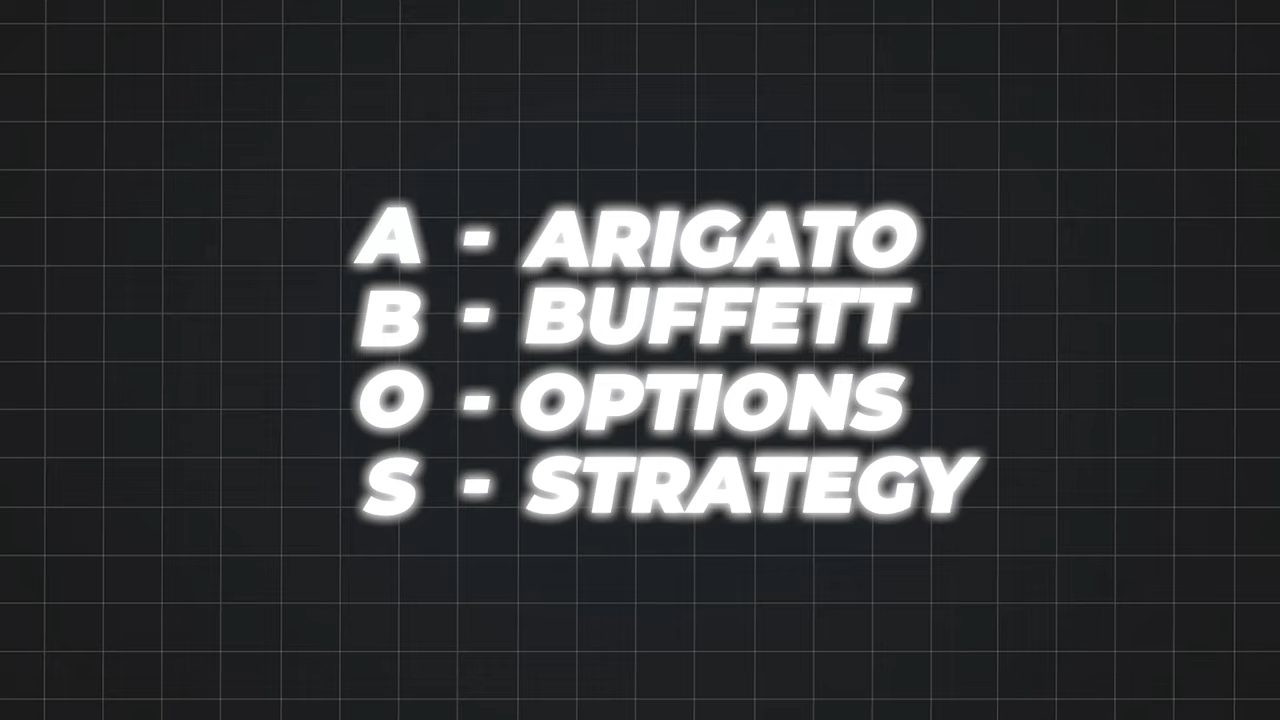 A - ARIGATO
B - BUFFETT
O - OPTIONS
S - STRATEGY